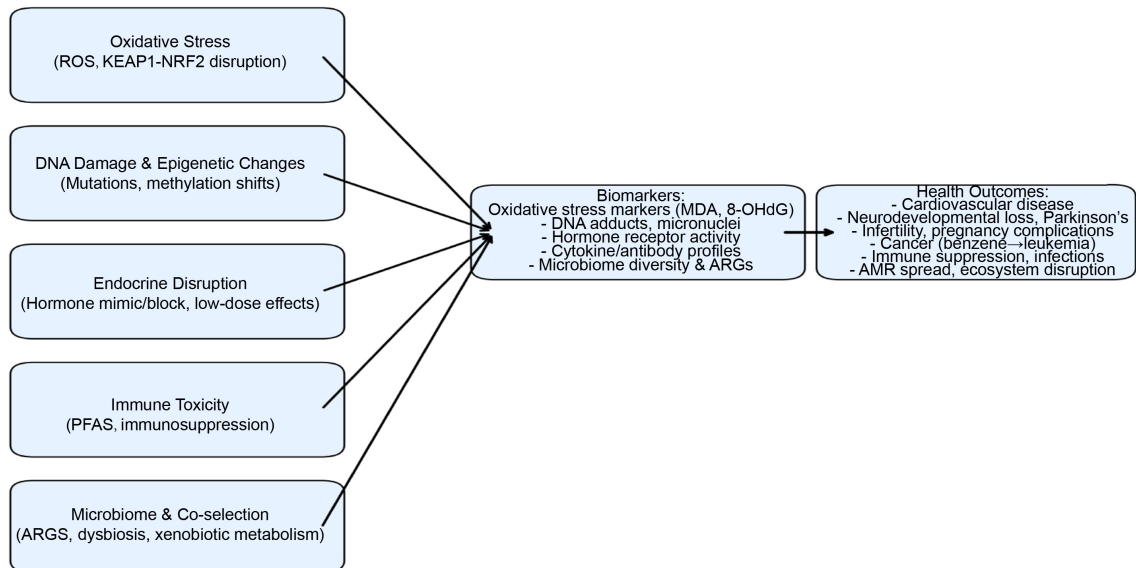 Oxidative Stress
(ROS, KEAP1-NRF2 disruption)
DNA Damage & Epigenetic Changes
(Mutations, methylation shifts)
Endocrine Disruption
(Hormone mimic/block, low-dose effects)
Immune Toxicity
(PFAS, immunosuppression)
Microbiome & Co-selection
(ARGS, dysbiosis, xenobiotic metabolism)
Biomarkers:
Oxidative stress markers (MDA, 8-OHdG)
- DNA adducts, micronuclei
- Hormone receptor activity
- Cytokine/antibody profiles
- Microbiome diversity & ARGs
Health Outcomes:
- Cardiovascular disease
- Neurodevelopmental loss, Parkinson's
- Infertility, pregnancy complications
- Cancer (benzene→leukemia)
- Immune suppression, infections
- AMR spread, ecosystem disruption